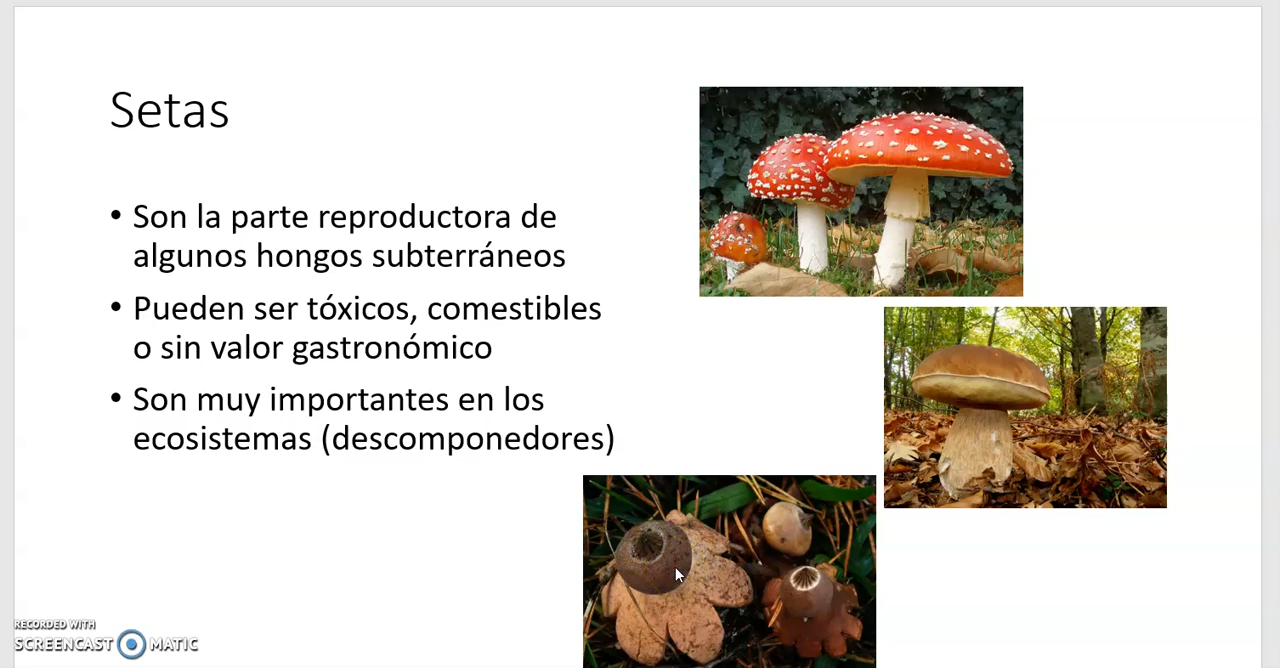 Setas
• Son la parte reproductora de
algunos hongos subterráneos
• Pueden ser tóxicos, comestibles
o sin valor gastronómico
• Son muy importantes en los
ecosistemas (descomponedores)
RECORDED WITH
SCREENCAST MATIC